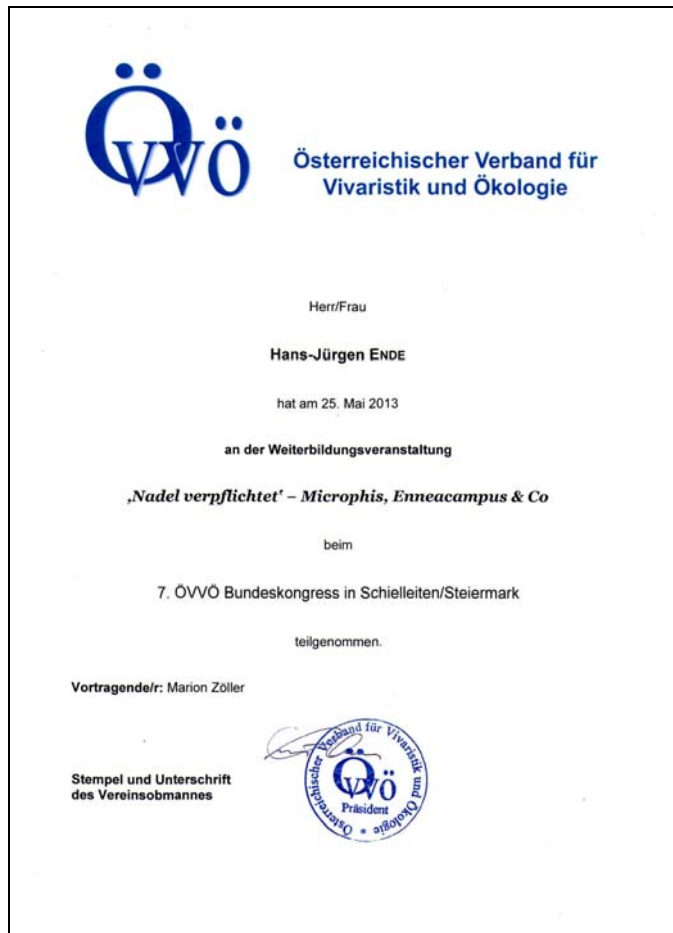 ÖVVÖ
Österreichischer Verband für
Vivaristik und Ökologie
Herr/Frau
Hans-Jürgen ENDE
hat am 25. Mai 2013
an der Weiterbildungsveranstaltung
‚Nadel verpflichtet‘ – Microphis, Enneacampus & Co
beim
7. ÖVVÖ Bundeskongress in Schielleiten/Steiermark
teilgenommen.
Vortragende/r: Marion Zöller
Stempel und Unterschrift
des Vereinsobmannes
Österreichischer Verband für Vivaristik und Ökologie *
ÖVVÖ
Präsident